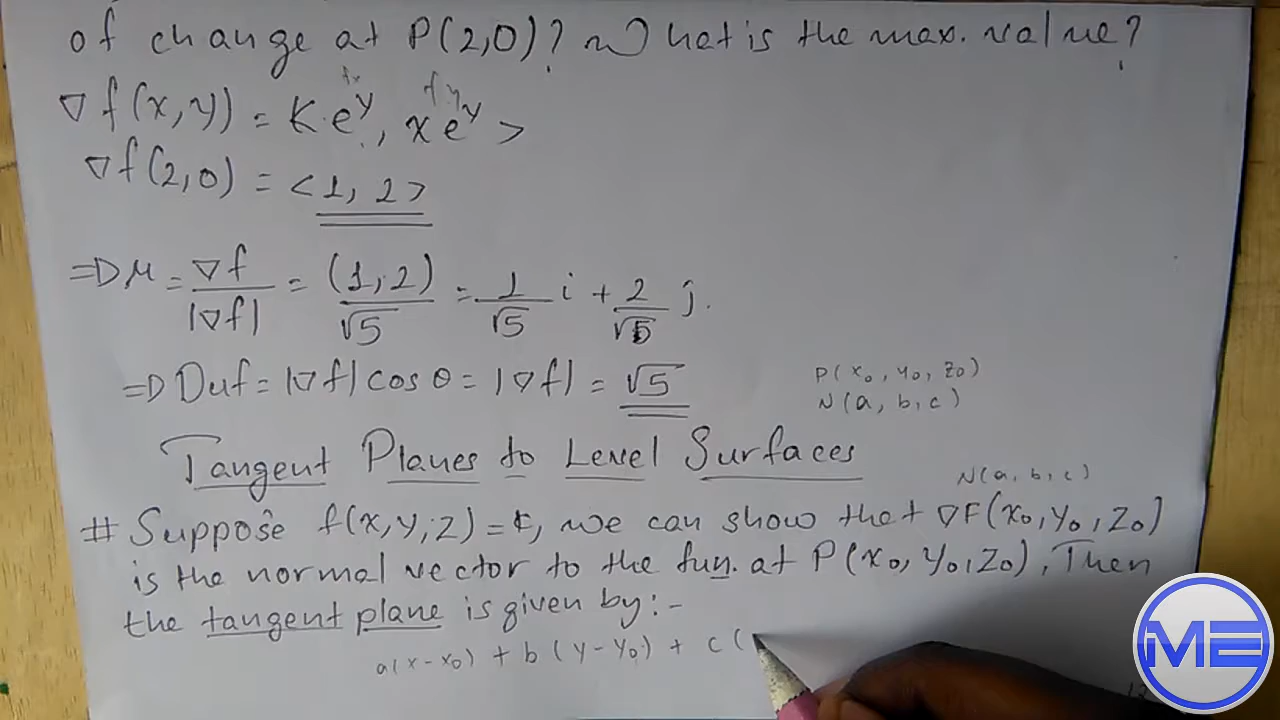 of change at P(2,0)? What is the max. value?
fx fy
∇f(x,y) = <e^y, xe^y>
∇f(2,0) = <1, 2>
⇒ μ = ∇f/|∇f| = (1,2)/√5 = 1/√5 i + 2/√5 j.
⇒ Duf = |∇f| cos θ = |∇f| = √5
P(x₀, y₀, z₀)
N(a, b, c)
Tangent Planes to Level Surfaces
N(a, b, c)
# Suppose f(x,y,z) = k, we can show that ∇F(x₀,y₀,z₀)
is the normal vector to the fun. at P(x₀, y₀, z₀), Then
the tangent plane is given by:-
a(x-x₀) + b(y-y₀) + c(
ME